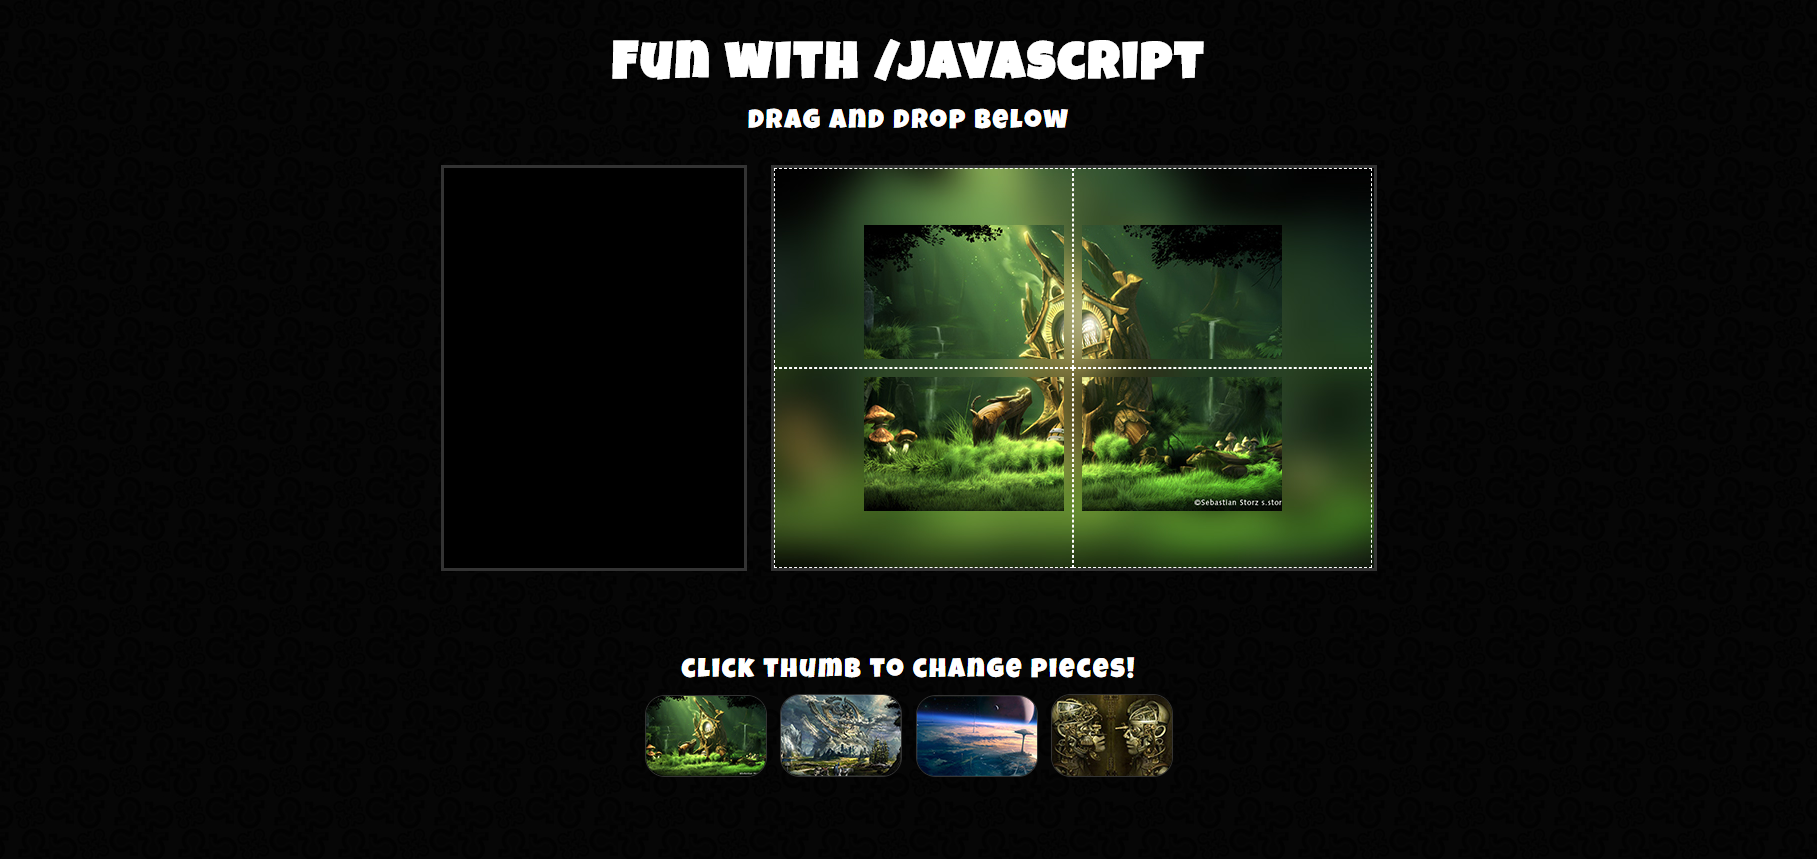 Fun with /Javascript
Drag and Drop Below
©Sebastian Storz s.stor
Click Thumb to Change Pieces!